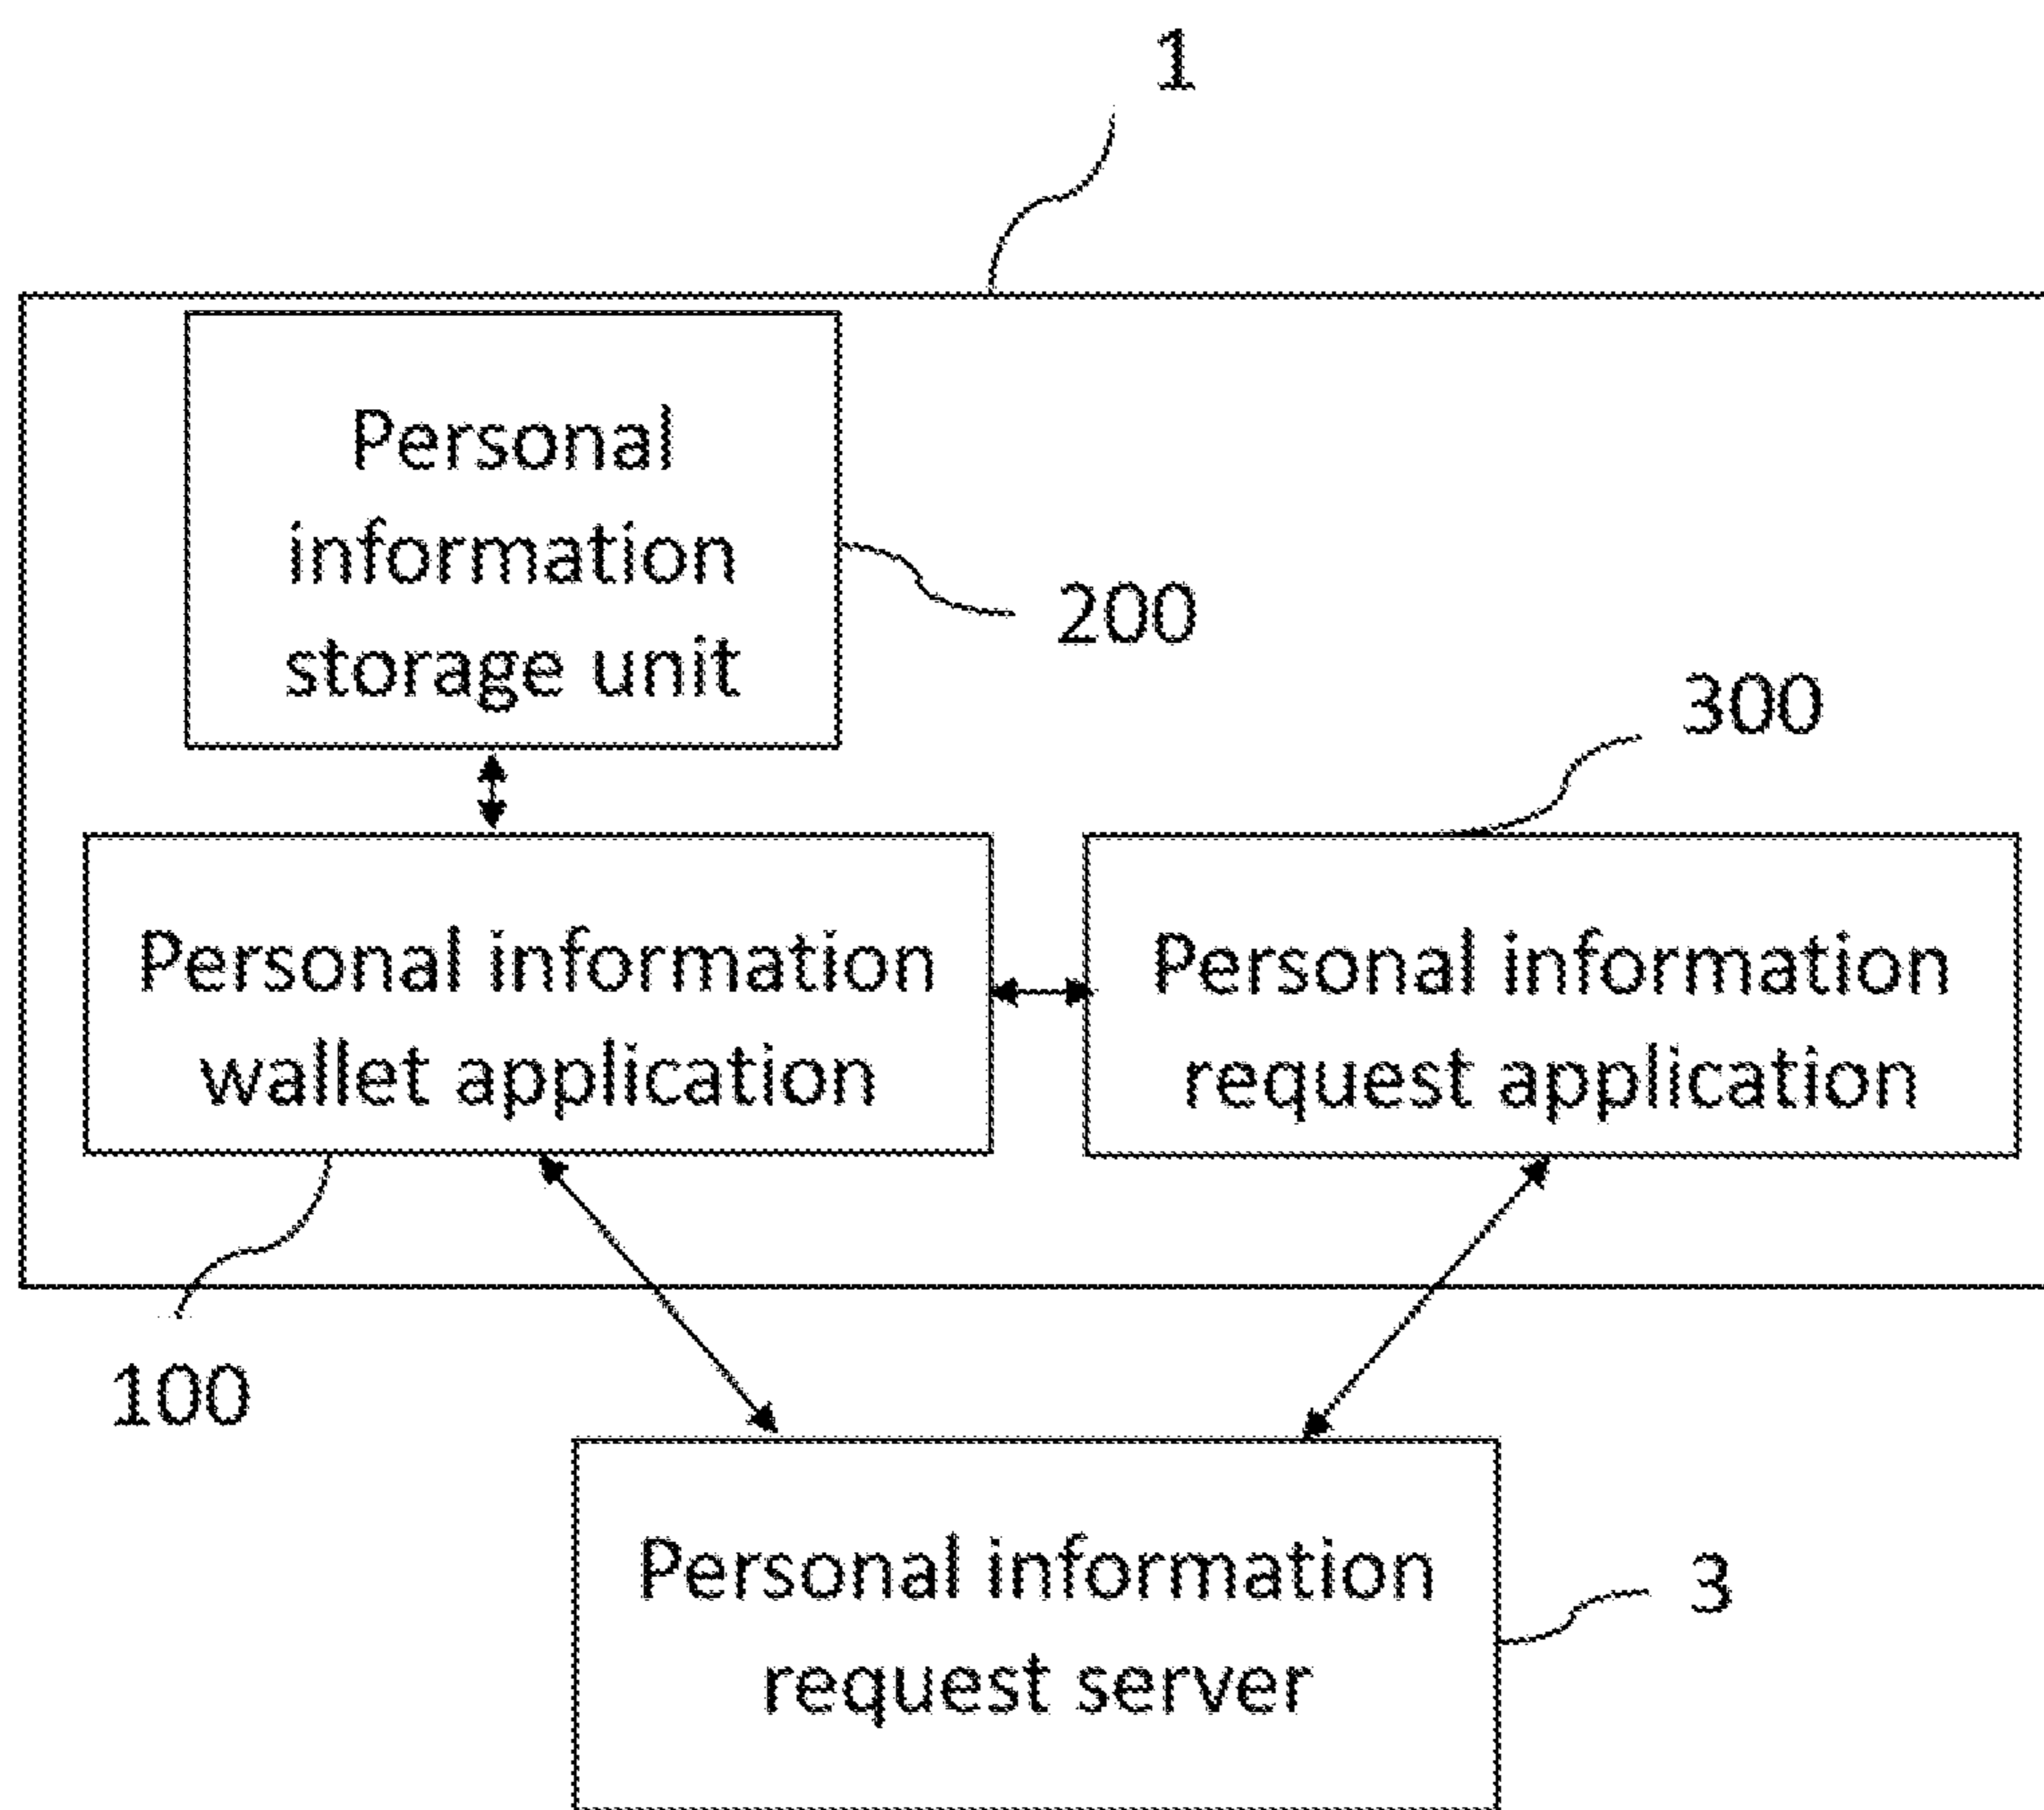 1
Personal
information
storage unit
200
300
Personal information
wallet application
Personal information
request application
100
Personal information
request server
3